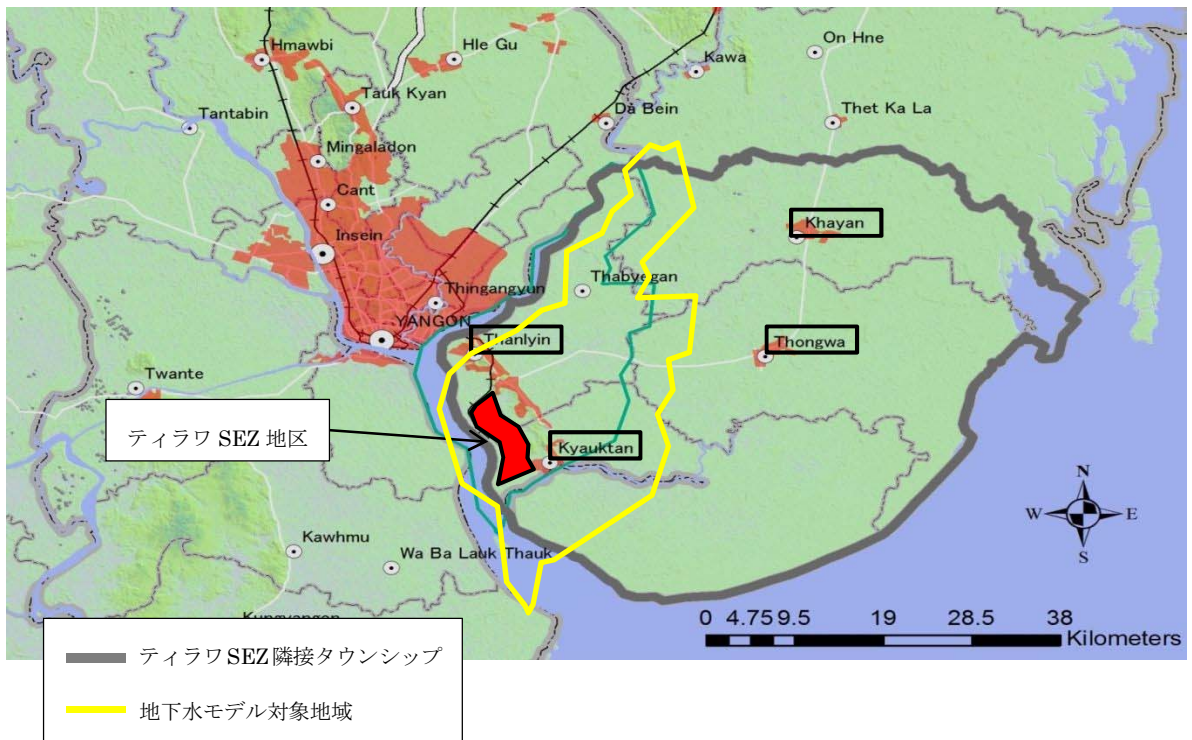 Hmawbi
Hle Gu
On Hne
Kawa
Tauk Kyan
Thet Ka La
Tantabin
Da Bein
Mingaladon
Cant
Khayan
Insein
Thabyegan
Thingangyun
YANGON
Thanlyin
Thongwa
Twante
ティラワ SEZ 地区
Kyauktan
N
W
E
S
Kawhmu
Wa Ba Lauk Thauk
Kungyangon
0 4.75 9.5 19 28.5 38
Kilometers
ティラワ SEZ 隣接タウンシップ
地下水モデル対象地域